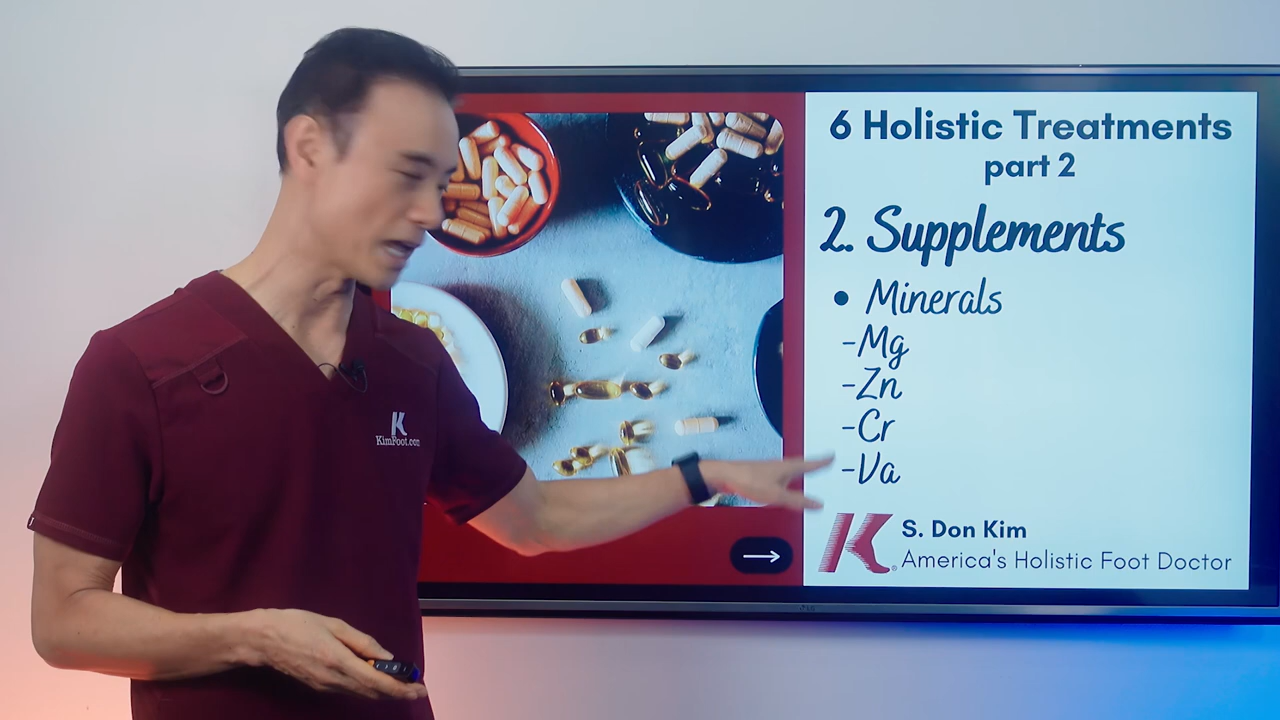 6 Holistic Treatments
part 2
2. Supplements
• Minerals
-Mg
-Zn
-Cr
-Va
K
S. Don Kim
America's Holistic Foot Doctor
K
KimFoot.com